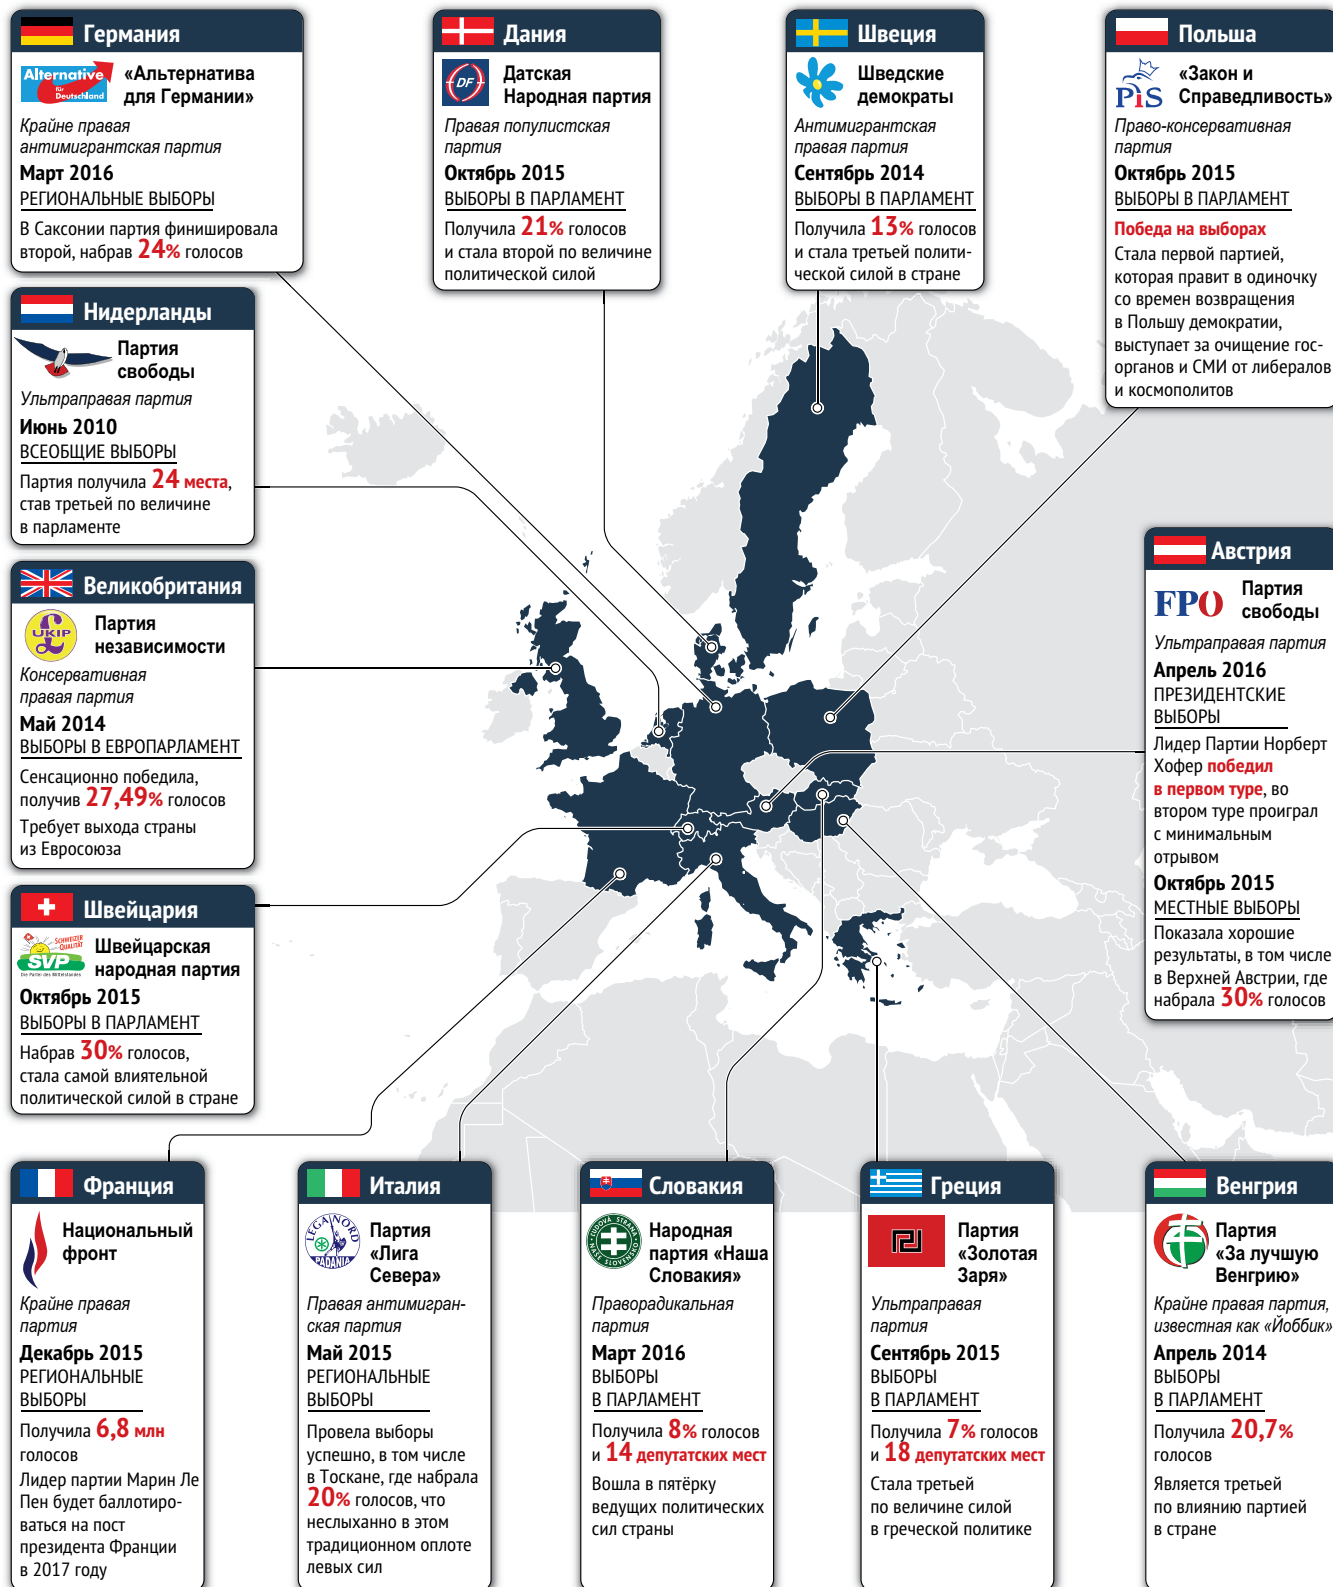 Германия
Alternative
für
Deutschland
«Альтернатива
для Германии»
Крайне правая
антимигрантская партия
Март 2016
РЕГИОНАЛЬНЫЕ ВЫБОРЫ
В Саксонии партия финишировала
второй, набрав 24% голосов
Дания
DF
Датская
Народная партия
Правая популистская
партия
Октябрь 2015
ВЫБОРЫ В ПАРЛАМЕНТ
Получила 21% голосов
и стала второй по величине
политической силой
Швеция
Шведские
демократы
Антимигрантская
правая партия
Сентябрь 2014
ВЫБОРЫ В ПАРЛАМЕНТ
Получила 13% голосов
и стала третьей полити-
ческой силой в стране
Польша
PiS
«Закон и
Справедливость»
Право-консервативная
партия
Октябрь 2015
ВЫБОРЫ В ПАРЛАМЕНТ
Победа на выборах
Стала первой партией,
которая правит в одиночку
со времен возвращения
в Польшу демократии,
выступает за очищение гос-
органов и СМИ от либералов
и космополитов
Нидерланды
Партия
свободы
Ультраправая партия
Июнь 2010
ВСЕОБЩИЕ ВЫБОРЫ
Партия получила 24 места,
став третьей по величине
в парламенте
Великобритания
UKIP
Партия
независимости
Консервативная
правая партия
Май 2014
ВЫБОРЫ В ЕВРОПАРЛАМЕНТ
Сенсационно победила,
получив 27,49% голосов
Требует выхода страны
из Евросоюза
Австрия
FPÖ
Партия
свободы
Ультраправая партия
Апрель 2016
ПРЕЗИДЕНТСКИЕ
ВЫБОРЫ
Лидер Партии Норберт
Хофер победил
в первом туре, во
втором туре проиграл
с минимальным
отрывом
Октябрь 2015
МЕСТНЫЕ ВЫБОРЫ
Показала хорошие
результаты, в том числе
в Верхней Австрии, где
набрала 30% голосов
Швейцария
SCHWEIZER
QUALITÄT
SVP
Die Partei des Mittelstandes
Швейцарская
народная партия
Октябрь 2015
ВЫБОРЫ В ПАРЛАМЕНТ
Набрав 30% голосов,
стала самой влиятельной
политической силой в стране
Франция
Национальный
фронт
Крайне правая
партия
Декабрь 2015
РЕГИОНАЛЬНЫЕ
ВЫБОРЫ
Получила 6,8 млн
голосов
Лидер партии Марин Ле
Пен будет баллотиро-
ваться на пост
президента Франции
в 2017 году
Италия
LEGA NORD
PADANIA
Партия
«Лига
Севера»
Правая антимигран-
ская партия
Май 2015
РЕГИОНАЛЬНЫЕ
ВЫБОРЫ
Провела выборы
успешно, в том числе
в Тоскане, где набрала
20% голосов, что
неслыханно в этом
традиционном оплоте
левых сил
Словакия
ĽUDOVÁ STRANA
NAŠE SLOVENSKO
Народная
партия «Наша
Словакия»
Праворадикальная
партия
Март 2016
ВЫБОРЫ
В ПАРЛАМЕНТ
Получила 8% голосов
и 14 депутатских мест
Вошла в пятёрку
ведущих политических
сил страны
Греция
Партия
«Золотая
Заря»
Ультраправая
партия
Сентябрь 2015
ВЫБОРЫ
В ПАРЛАМЕНТ
Получила 7% голосов
и 18 депутатских мест
Стала третьей
по величине силой
в греческой политике
Венгрия
Партия
«За лучшую
Венгрию»
Крайне правая партия,
известная как «Йоббик»
Апрель 2014
ВЫБОРЫ
В ПАРЛАМЕНТ
Получила 20,7%
голосов
Является третьей
по влиянию партией
в стране